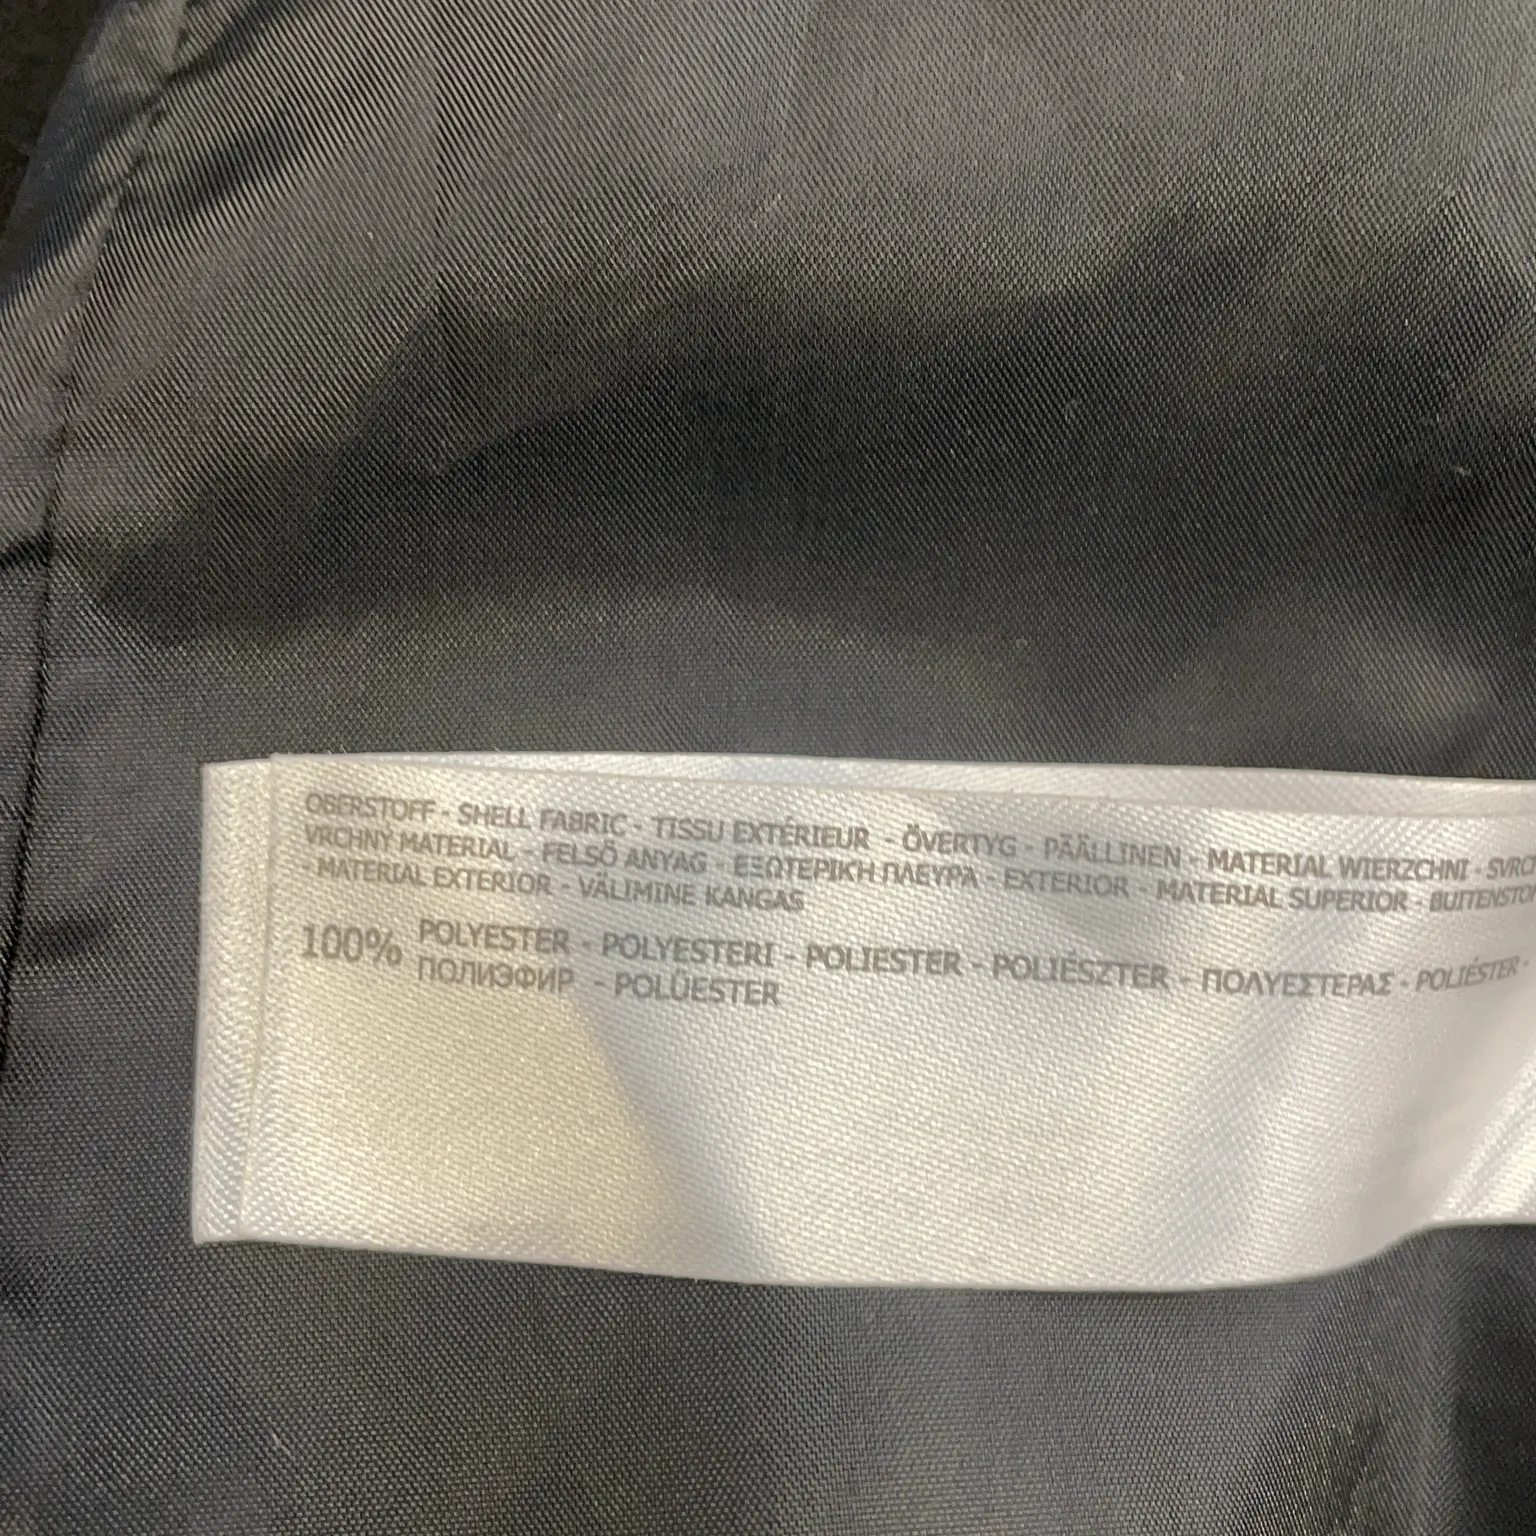 OBERSTOFF - SHELL FABRIC - TISSU EXTÉRIEUR - ÖVERTYG - PÄÄLLINEN - MATERIAL WIERZCHNI -
VRCHNÝ MATERIAL - FELSŐ ANYAG - ΕΞΩΤΕΡΙΚΗ ΠΛΕΥΡΑ - EXTERIOR - MATERIAL SUPERIOR -
- MATERIAL EXTERIOR - VÄLIMINE KANGAS
100% POLYESTER - POLYESTERI - POLIESTER - POLIÉSZTER - ΠΟΛΥΕΣΤΕΡΑΣ - POLIÉSTER -
ПОЛИЭФИР - POLÜESTER